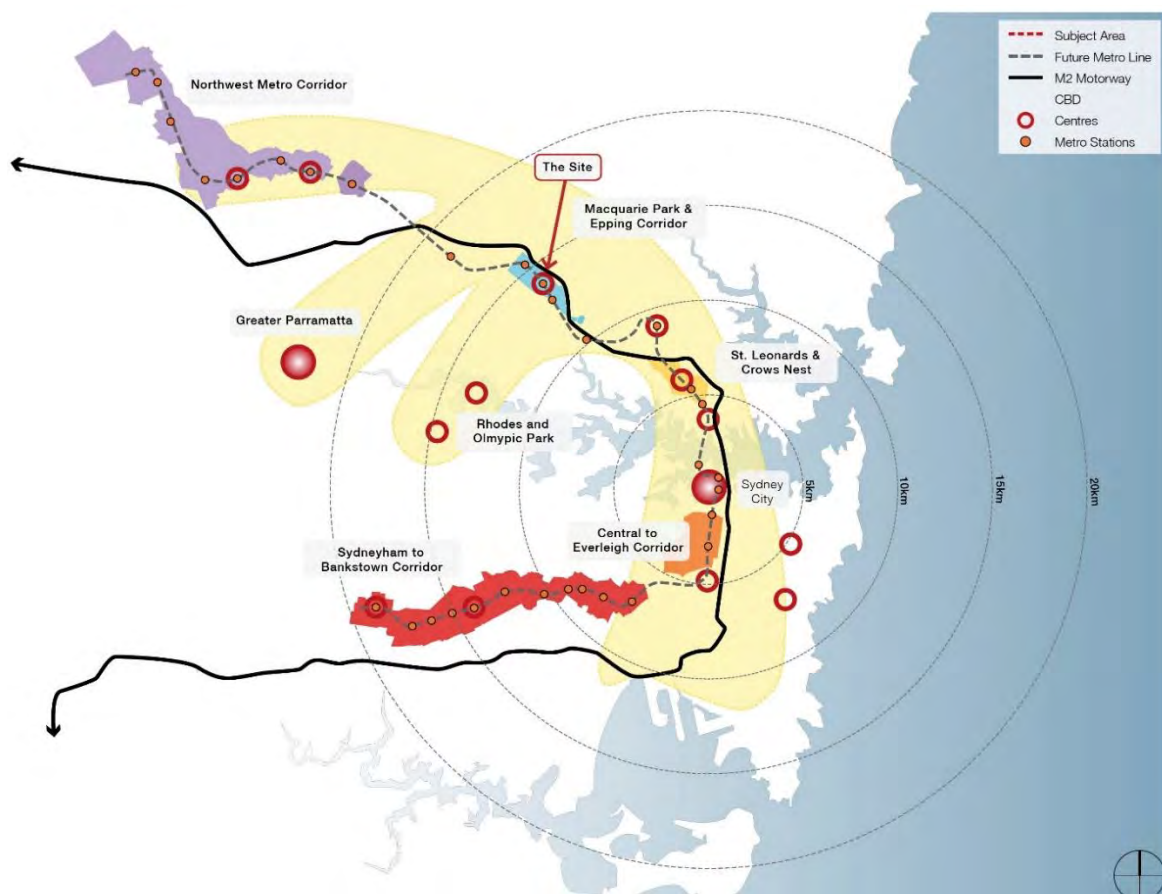 Subject Area
Future Metro Line
M2 Motorway
CBD
Centres
Metro Stations
Northwest Metro Corridor
The Site
Macquarie Park &
Epping Corridor
Greater Parramatta
St. Leonards &
Crows Nest
Rhodes and
Olmypic Park
Sydney
City
5km
10km
15km
20km
Central to
Everleigh Corridor
Sydneyham to
Bankstown Corridor